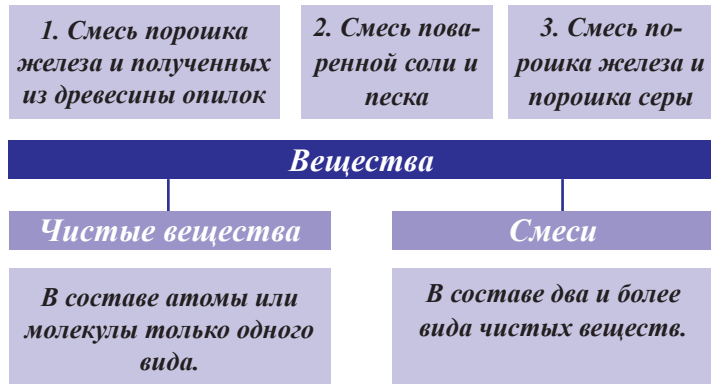 1. Смесь порошка
железа и полученных
из древесины опилок
2. Смесь пова-
ренной соли и
песка
3. Смесь по-
рошка железа и
порошка серы
Вещества
Чистые вещества
Смеси
В составе атомы или
молекулы только одного
вида.
В составе два и более
вида чистых веществ.